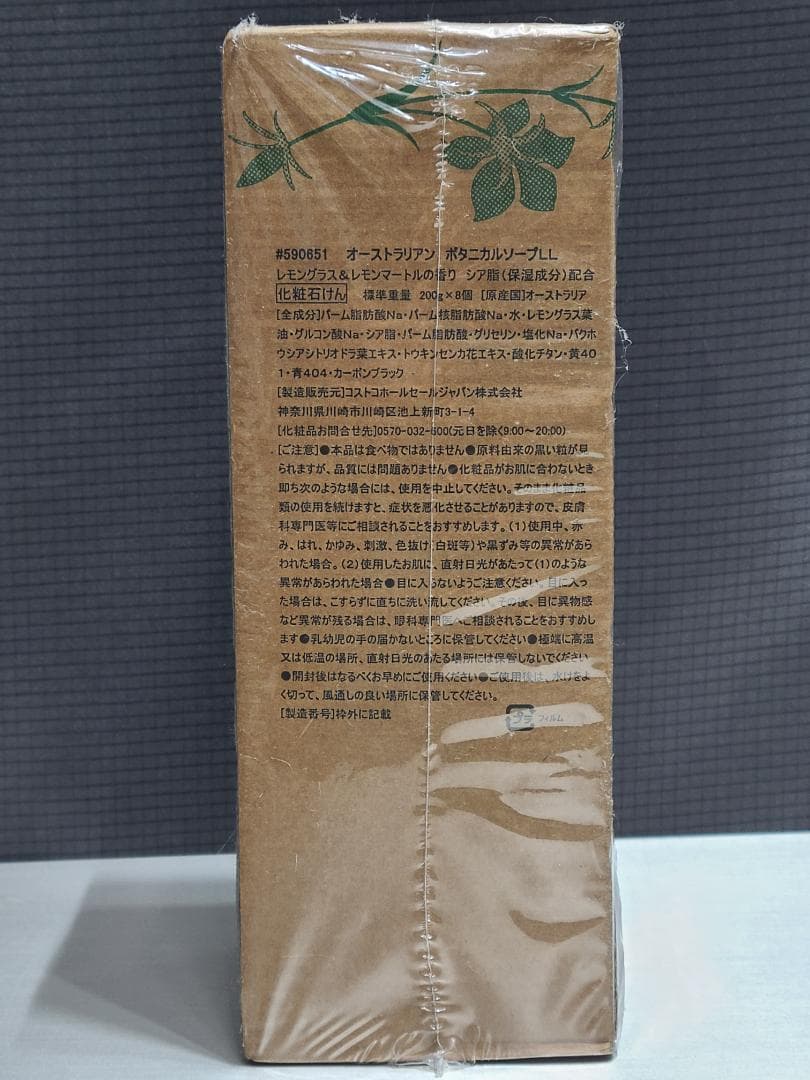 #590651 オーストラリアン ボタニカルソープLL
レモングラス&レモンマートルの香り シア脂(保湿成分)配合
化粧石けん 標準重量 200g×8個 [原産国]オーストラリア
[全成分]パーム脂肪酸Na・パーム核脂肪酸Na・水・レモングラス葉
油・グルコン酸Na・シア脂・パーム脂肪酸・グリセリン・塩化Na・バクホ
ウシアシトリオドラ葉エキス・トウキンセンカ花エキス・酸化チタン・黄40
1・青404・カーボンブラック
[製造販売元]コストコホールセールジャパン株式会社
神奈川県川崎市川崎区池上新町3-1-4
[化粧品お問合せ先]0570-032-600(元日を除く9:00〜20:00)
[ご注意]●本品は食べ物ではありません●原料由来の黒い粒が見
られますが、品質には問題ありません●化粧品がお肌に合わないとき
即ち次のような場合には、使用を中止してください。そのまま化粧品
類の使用を続けますと、症状を悪化させることがありますので、皮膚
科専門医等にご相談されることをおすすめします。(1)使用中、赤
み、はれ、かゆみ、刺激、色抜け(白斑等)や黒ずみ等の異常があら
われた場合。(2)使用したお肌に、直射日光があたって(1)のような
異常があらわれた場合●目に入らないようご注意ください。目に入っ
た場合は、こすらずに直ちに洗い流してください。その後、目に異物感
など異常が残る場合は、眼科専門医へご相談されることをおすすめし
ます●乳幼児の手の届かないところに保管してください●極端に高温
又は低温の場所、直射日光のあたる場所には保管しないでください
●開封後はなるべくお早めにご使用ください●ご使用後は、水けをよ
く切って、風通しの良い場所に保管してください。
[製造番号]枠外に記載
プラ フィルム